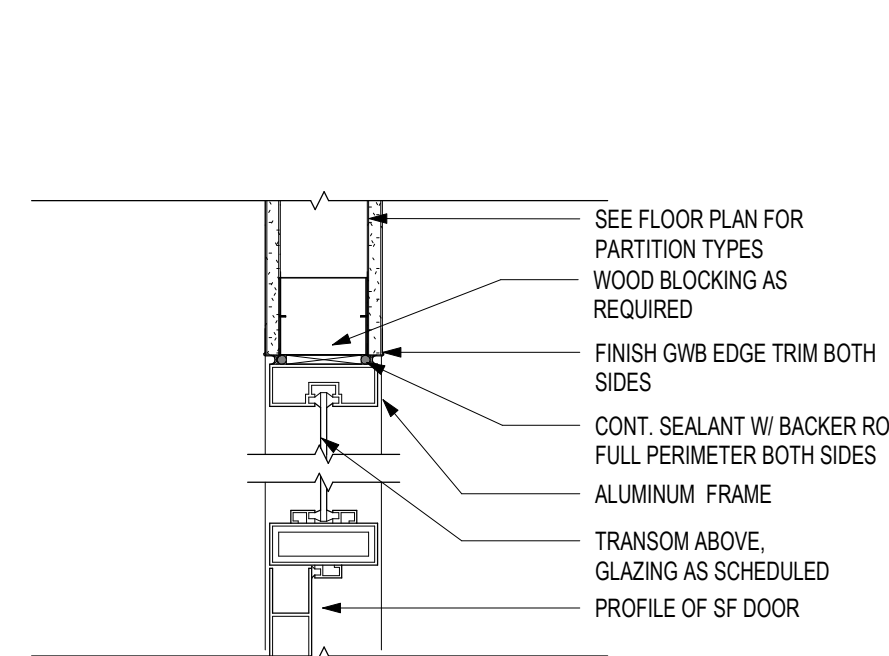 SEE FLOOR PLAN FOR
PARTITION TYPES
WOOD BLOCKING AS
REQUIRED
FINISH GWB EDGE TRIM BOTH
SIDES
CONT. SEALANT W/ BACKER RO
FULL PERIMETER BOTH SIDES
ALUMINUM FRAME
TRANSOM ABOVE,
GLAZING AS SCHEDULED
PROFILE OF SF DOOR